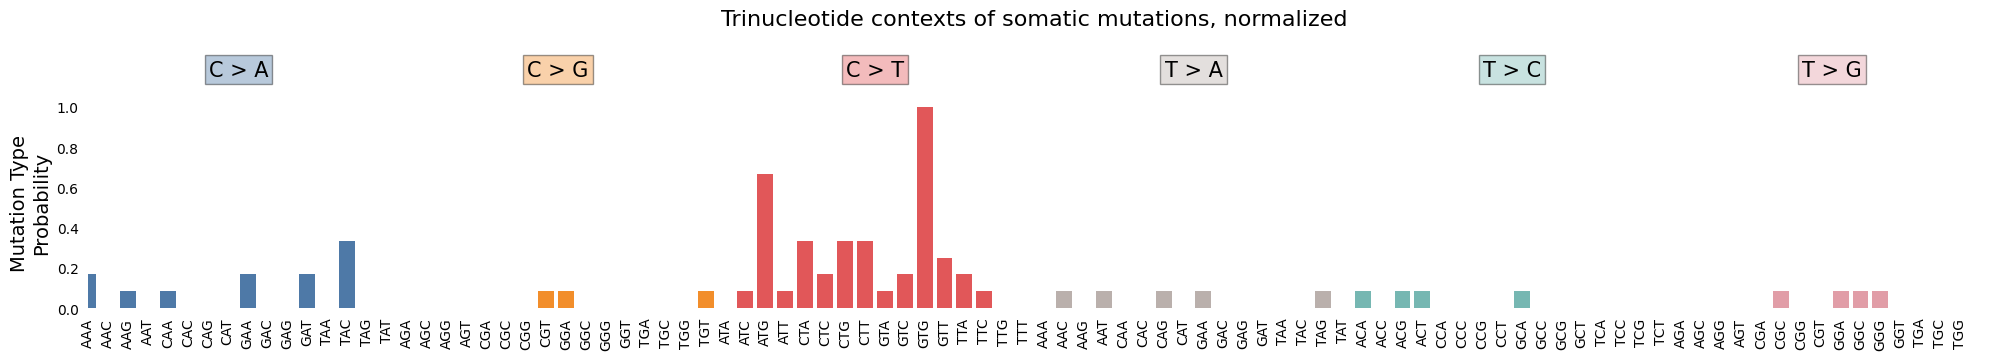 Trinucleotide contexts of somatic mutations, normalized
C > A C > G C > T T > A T > C T > G
Mutation Type
Probability
1.0
0.8
0.6
0.4
0.2
0.0
AAA AAC AAG AAT CAA CAC CAG CAT GAA GAC GAG GAT TAA TAC TAG TAT AGA AGC AGG AGT CGA CGC CGG CGT GGA GGC GGG GGT TGA TGC TGG TGT ATA ATC ATG ATT CTA CTC CTG CTT GTA GTC GTG GTT TTA TTC TTG TTT AAA AAC AAG AAT CAA CAC CAG CAT GAA GAC GAG GAT TAA TAC TAG TAT ACA ACC ACG ACT CCA CCC CCG CCT GCA GCC GCG GCT TCA TCC TCG TCT AGA AGC AGG AGT CGA CGC CGG CGT GGA GGC GGG GGT TGA TGC TGG